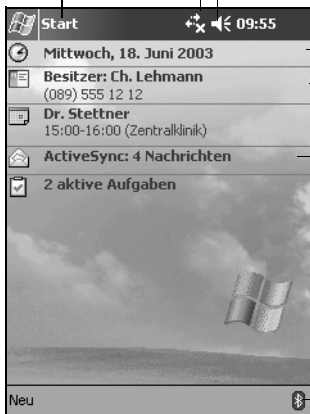 Start 09:55
Mittwoch, 18. Juni 2003
Besitzer: Ch. Lehmann
(089) 555 12 12
Dr. Stettner
15:00-16:00 (Zentralklinik)
ActiveSync: 4 Nachrichten
2 aktive Aufgaben
Neu